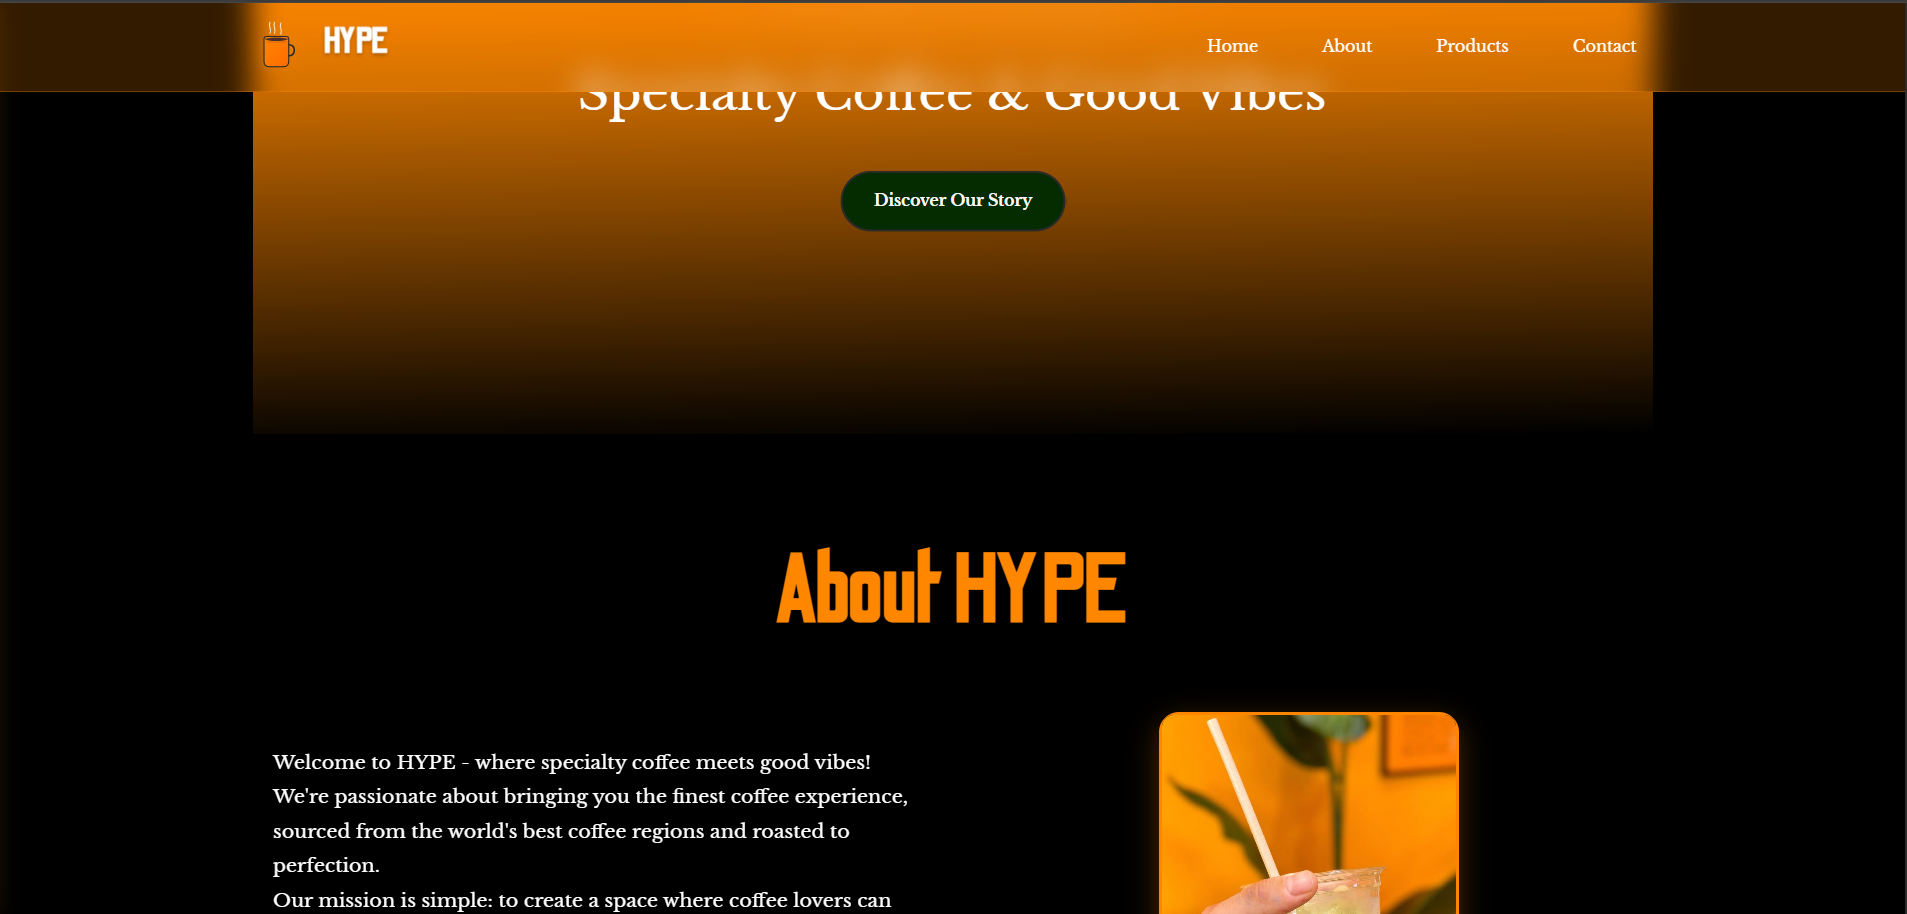 HYPE
Home About Products Contact
Specialty Coffee & Good Vibes
Discover Our Story
About HYPE
Welcome to HYPE - where specialty coffee meets good vibes!
We're passionate about bringing you the finest coffee experience,
sourced from the world's best coffee regions and roasted to
perfection.
Our mission is simple: to create a space where coffee lovers can